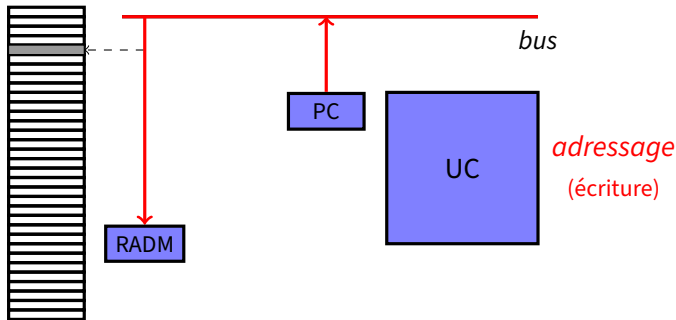 bus
PC
UC
adressage
(écriture)
RADM